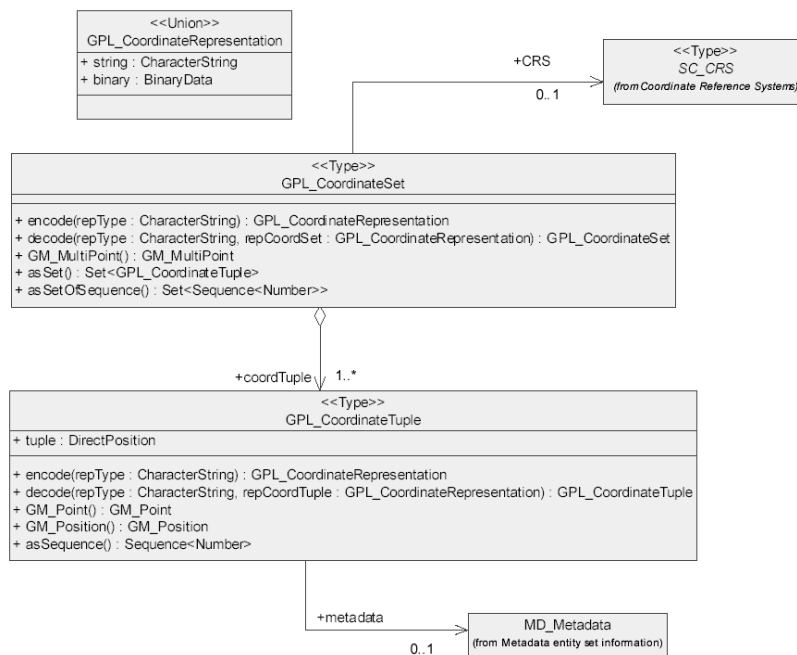 <<Union>>
GPL_CoordinateRepresentation
+ string : CharacterString
+ binary : BinaryData
+CRS
0..1
<<Type>>
SC_CRS
(from Coordinate Reference Systems)
<<Type>>
GPL_CoordinateSet
+ encode(repType : CharacterString) : GPL_CoordinateRepresentation
+ decode(repType : CharacterString, repCoordSet : GPL_CoordinateRepresentation) : GPL_CoordinateSet
+ GM_MultiPoint() : GM_MultiPoint
+ asSet() : Set<GPL_CoordinateTuple>
+ asSetOfSequence() : Set<Sequence<Number>>
+coordTuple
1..*
<<Type>>
GPL_CoordinateTuple
+ tuple : DirectPosition
+ encode(repType : CharacterString) : GPL_CoordinateRepresentation
+ decode(repType : CharacterString, repCoordTuple : GPL_CoordinateRepresentation) : GPL_CoordinateTuple
+ GM_Point() : GM_Point
+ GM_Position() : GM_Position
+ asSequence() : Sequence<Number>
+metadata
0..1
MD_Metadata
(from Metadata entity set information)